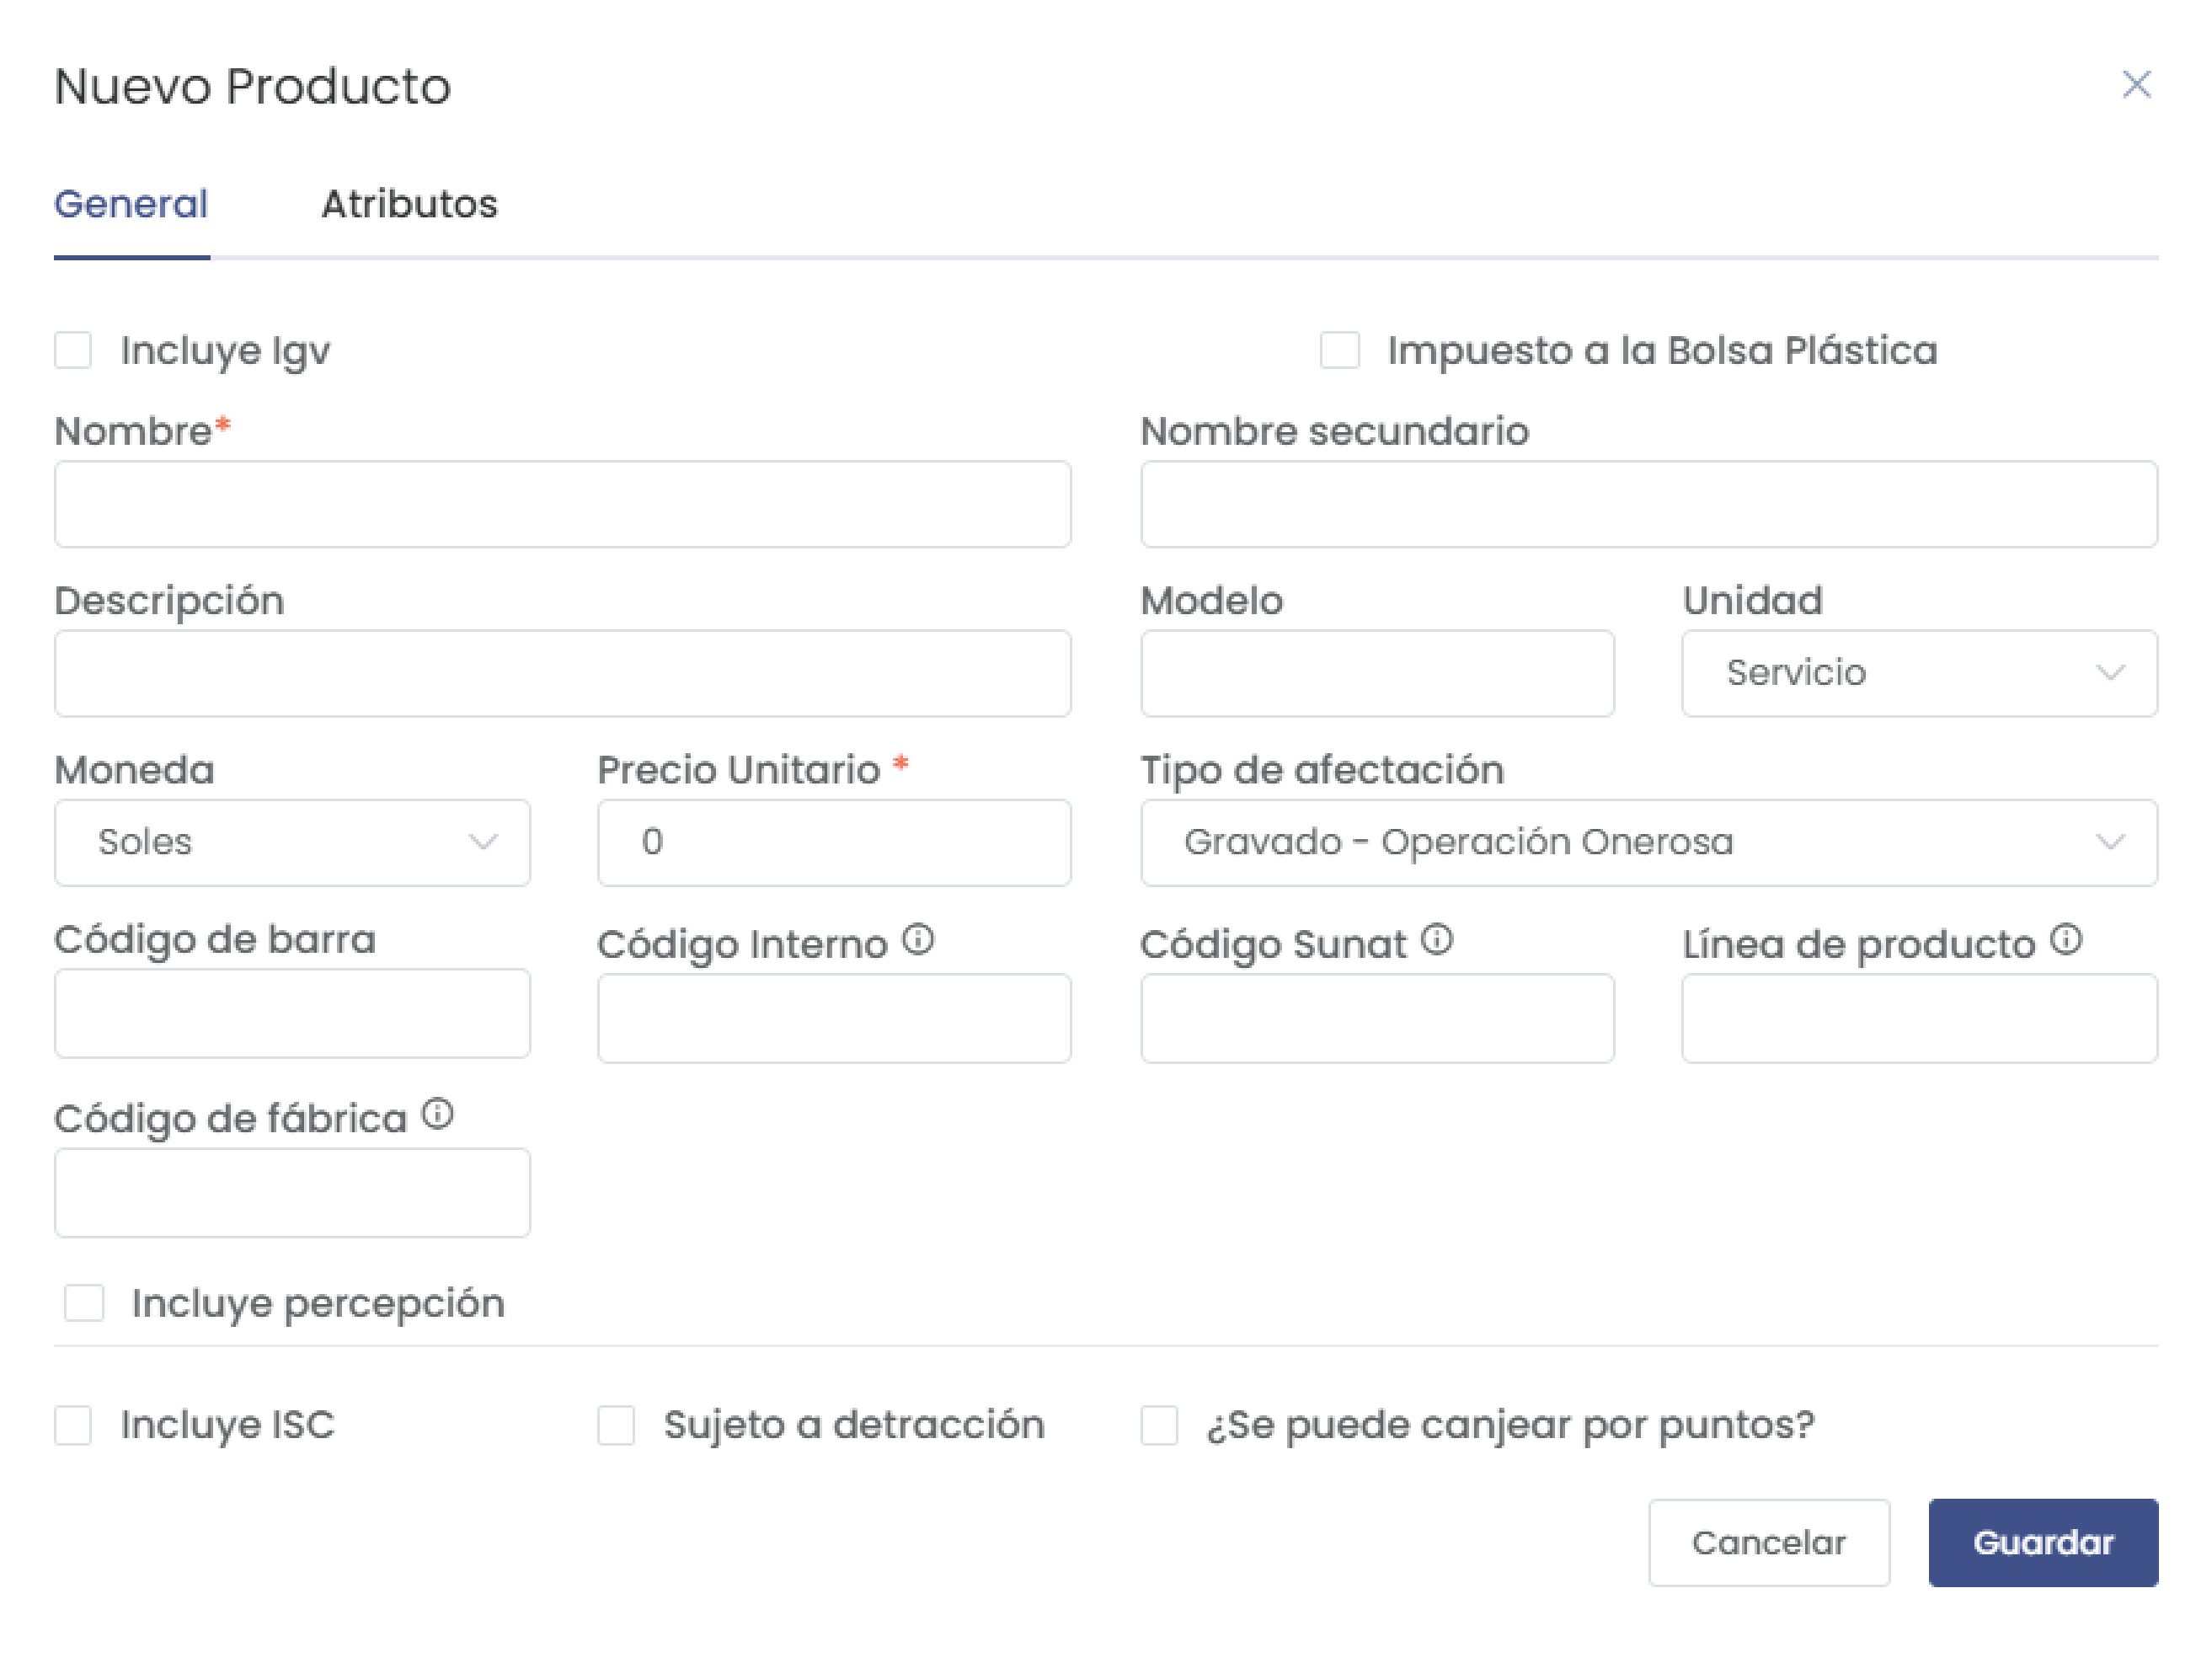 Nuevo Producto
General Atributos
Incluye Igv Impuesto a la Bolsa Plástica
Nombre* Nombre secundario
Descripción Modelo Unidad
Servicio
Moneda Precio Unitario * Tipo de afectación
Soles 0 Gravado - Operación Onerosa
Código de barra Código Interno Código Sunat Línea de producto
Código de fábrica
Incluye percepción
Incluye ISC Sujeto a detracción ¿Se puede canjear por puntos?
Cancelar Guardar